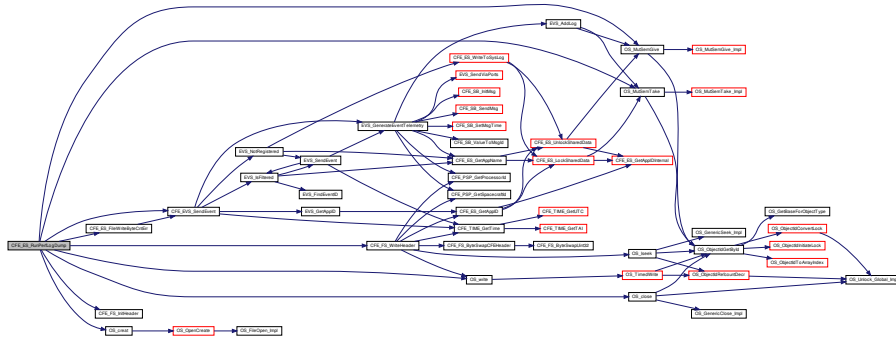 EVS_AddLog
OS_MutSemGive
OS_MutSemGive_Impl
CFE_ES_WriteToSysLog
EVS_SendViaPorts
CFE_SB_InitMsg
OS_MutSemTake
OS_MutSemTake_Impl
CFE_SB_SendMsg
EVS_GenerateEventTelemetry
CFE_SB_SetMsgTime
CFE_SB_ValueToMsgId
CFE_ES_UnlockSharedData
EVS_NotRegistered
EVS_SendEvent
CFE_ES_GetAppName
CFE_ES_LockSharedData
CFE_ES_GetAppIDInternal
EVS_IsFiltered
CFE_PSP_GetProcessorId
EVS_FindEventID
CFE_PSP_GetSpacecraftId
CFE_EVS_SendEvent
EVS_GetAppID
CFE_ES_GetAppID
CFE_TIME_GetUTC
OS_GetBaseForObjectType
CFE_ES_FileWriteByteCntErr
CFE_TIME_GetTime
CFE_TIME_GetTAI
OS_GenericSeek_Impl
OS_ObjectIdConvertLock
CFE_ES_RunPerfLogDump
CFE_FS_WriteHeader
CFE_FS_ByteSwapCFEHeader
CFE_FS_ByteSwapUint32
OS_lseek
OS_ObjectIdGetById
OS_ObjectIdInitiateLock
OS_ObjectIdToArrayIndex
OS_write
OS_TimedWrite
OS_ObjectIdRefcountDecr
OS_Unlock_Global_Impl
OS_close
CFE_FS_InitHeader
OS_GenericClose_Impl
OS_creat
OS_OpenCreate
OS_FileOpen_Impl